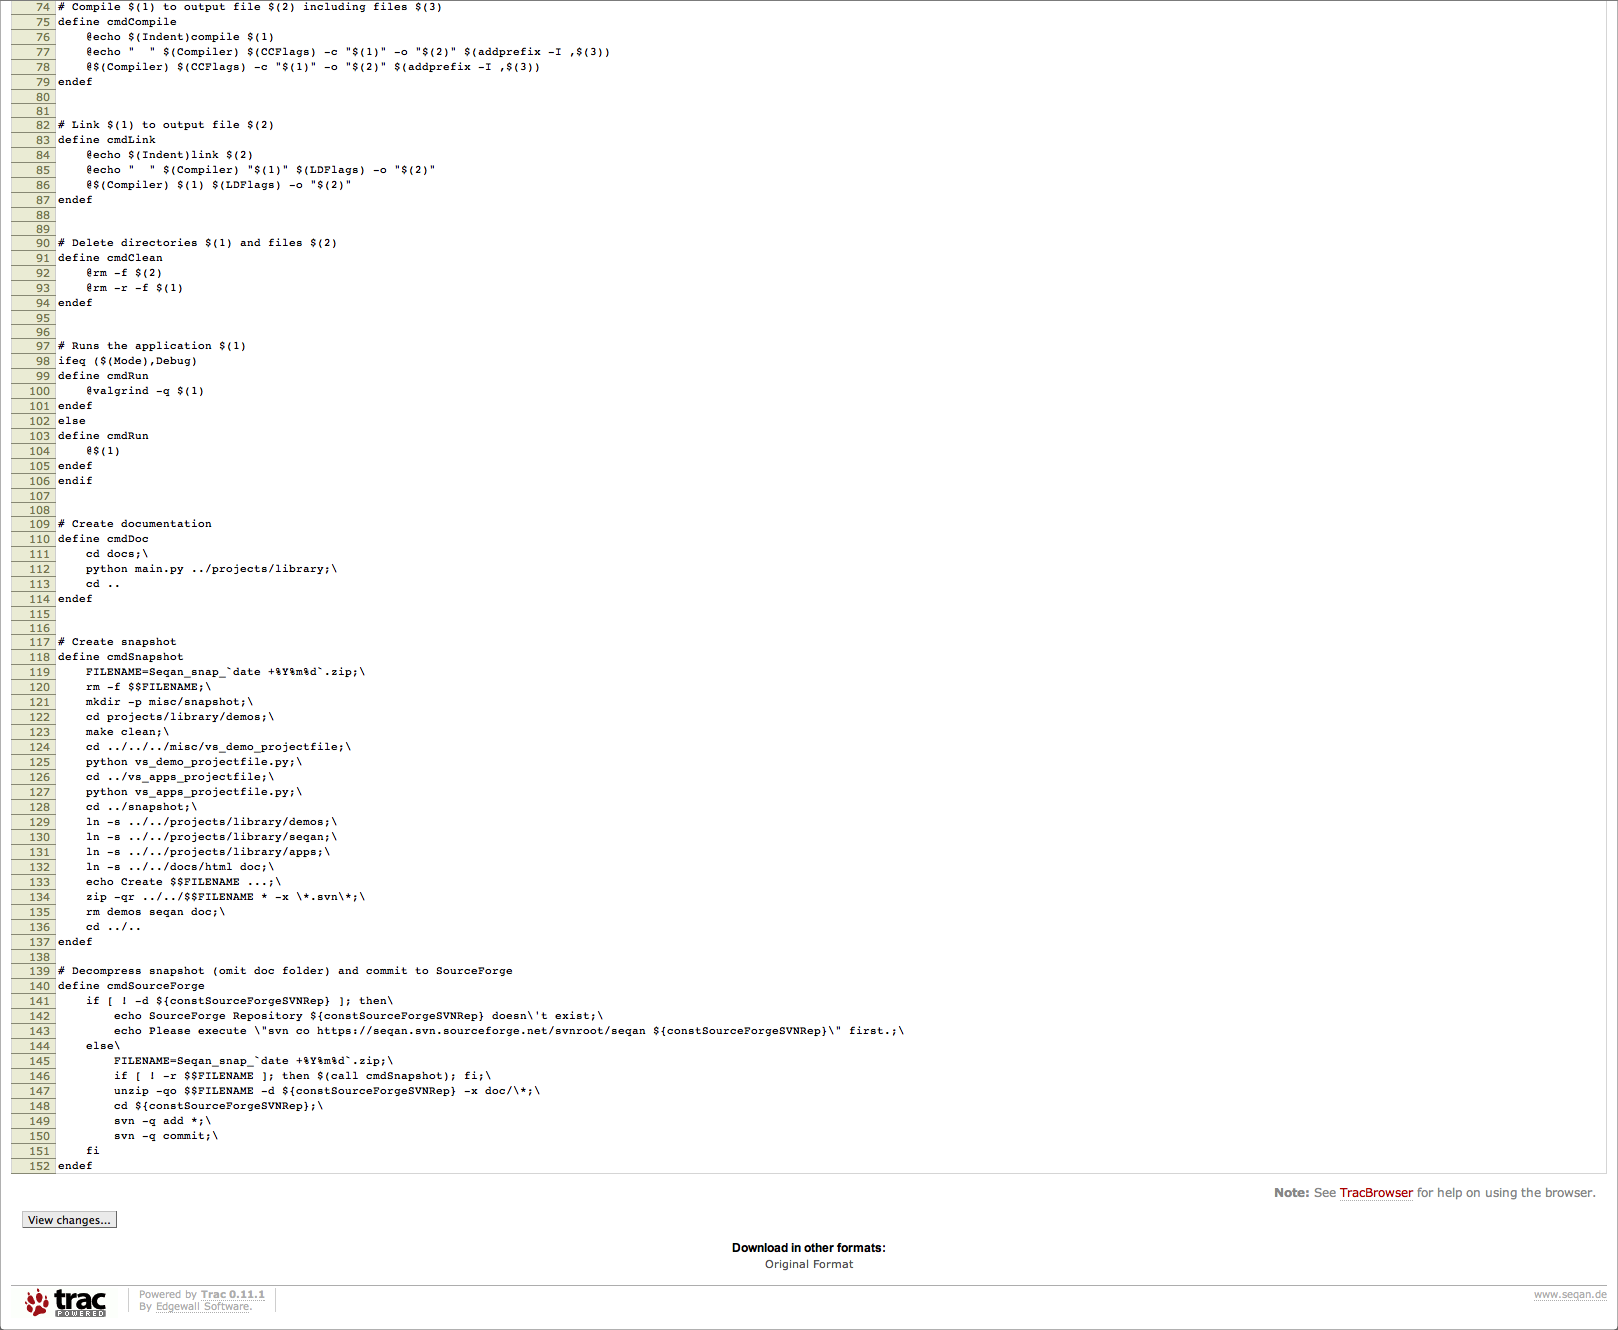 74 # Compile $(1) to output file $(2) including files $(3)
75 define cmdCompile
76     @echo $(Indent)compile $(1)
77     @echo "  " $(Compiler) $(CCFlags) -c "$(1)" -o "$(2)" $(addprefix -I ,$(3))
78     @$(Compiler) $(CCFlags) -c "$(1)" -o "$(2)" $(addprefix -I ,$(3))
79 endef
80
81
82 # Link $(1) to output file $(2)
83 define cmdLink
84     @echo $(Indent)link $(2)
85     @echo "  " $(Compiler) "$(1)" $(LDFlags) -o "$(2)"
86     @$(Compiler) $(1) $(LDFlags) -o "$(2)"
87 endef
88
89
90 # Delete directories $(1) and files $(2)
91 define cmdClean
92     @rm -f $(2)
93     @rm -r -f $(1)
94 endef
95
96
97 # Runs the application $(1)
98 ifeq ($(Mode),Debug)
99 define cmdRun
100     @valgrind -q $(1)
101 endef
102 else
103 define cmdRun
104     @$(1)
105 endef
106 endif
107
108
109 # Create documentation
110 define cmdDoc
111     cd docs;\
112     python main.py ../projects/library;\
113     cd ..
114 endef
115
116
117 # Create snapshot
118 define cmdSnapshot
119     FILENAME=Seqan_snap_`date +%Y%m%d`.zip;\
120     rm -f $$FILENAME;\
121     mkdir -p misc/snapshot;\
122     cd projects/library/demos;\
123     make clean;\
124     cd ../../../misc/vs_demo_projectfile;\
125     python vs_demo_projectfile.py;\
126     cd ../vs_apps_projectfile;\
127     python vs_apps_projectfile.py;\
128     cd ../snapshot;\
129     ln -s ../../projects/library/demos;\
130     ln -s ../../projects/library/seqan;\
131     ln -s ../../projects/library/apps;\
132     ln -s ../../docs/html doc;\
133     echo Create $$FILENAME ...;\
134     zip -qr ../../$$FILENAME * -x \*.svn\*;\
135     rm demos seqan doc;\
136     cd ../..
137 endef
138
139 # Decompress snapshot (omit doc folder) and commit to SourceForge
140 define cmdSourceForge
141     if [ ! -d ${constSourceForgeSVNRep} ]; then\
142         echo SourceForge Repository ${constSourceForgeSVNRep} doesn\'t exist;\
143         echo Please execute \"svn co https://seqan.svn.sourceforge.net/svnroot/seqan ${constSourceForgeSVNRep}\" first.;\
144     else\
145         FILENAME=Seqan_snap_`date +%Y%m%d`.zip;\
146         if [ ! -r $$FILENAME ]; then $(call cmdSnapshot); fi;\
147         unzip -qo $$FILENAME -d ${constSourceForgeSVNRep} -x doc/\*;\
148         cd ${constSourceForgeSVNRep};\
149         svn -q add *;\
150         svn -q commit;\
151     fi
152 endef
Note: See TracBrowser for help on using the browser.
View changes...
Download in other formats:
Original Format
trac POWERED
Powered by Trac 0.11.1
By Edgewall Software.
www.seqan.de